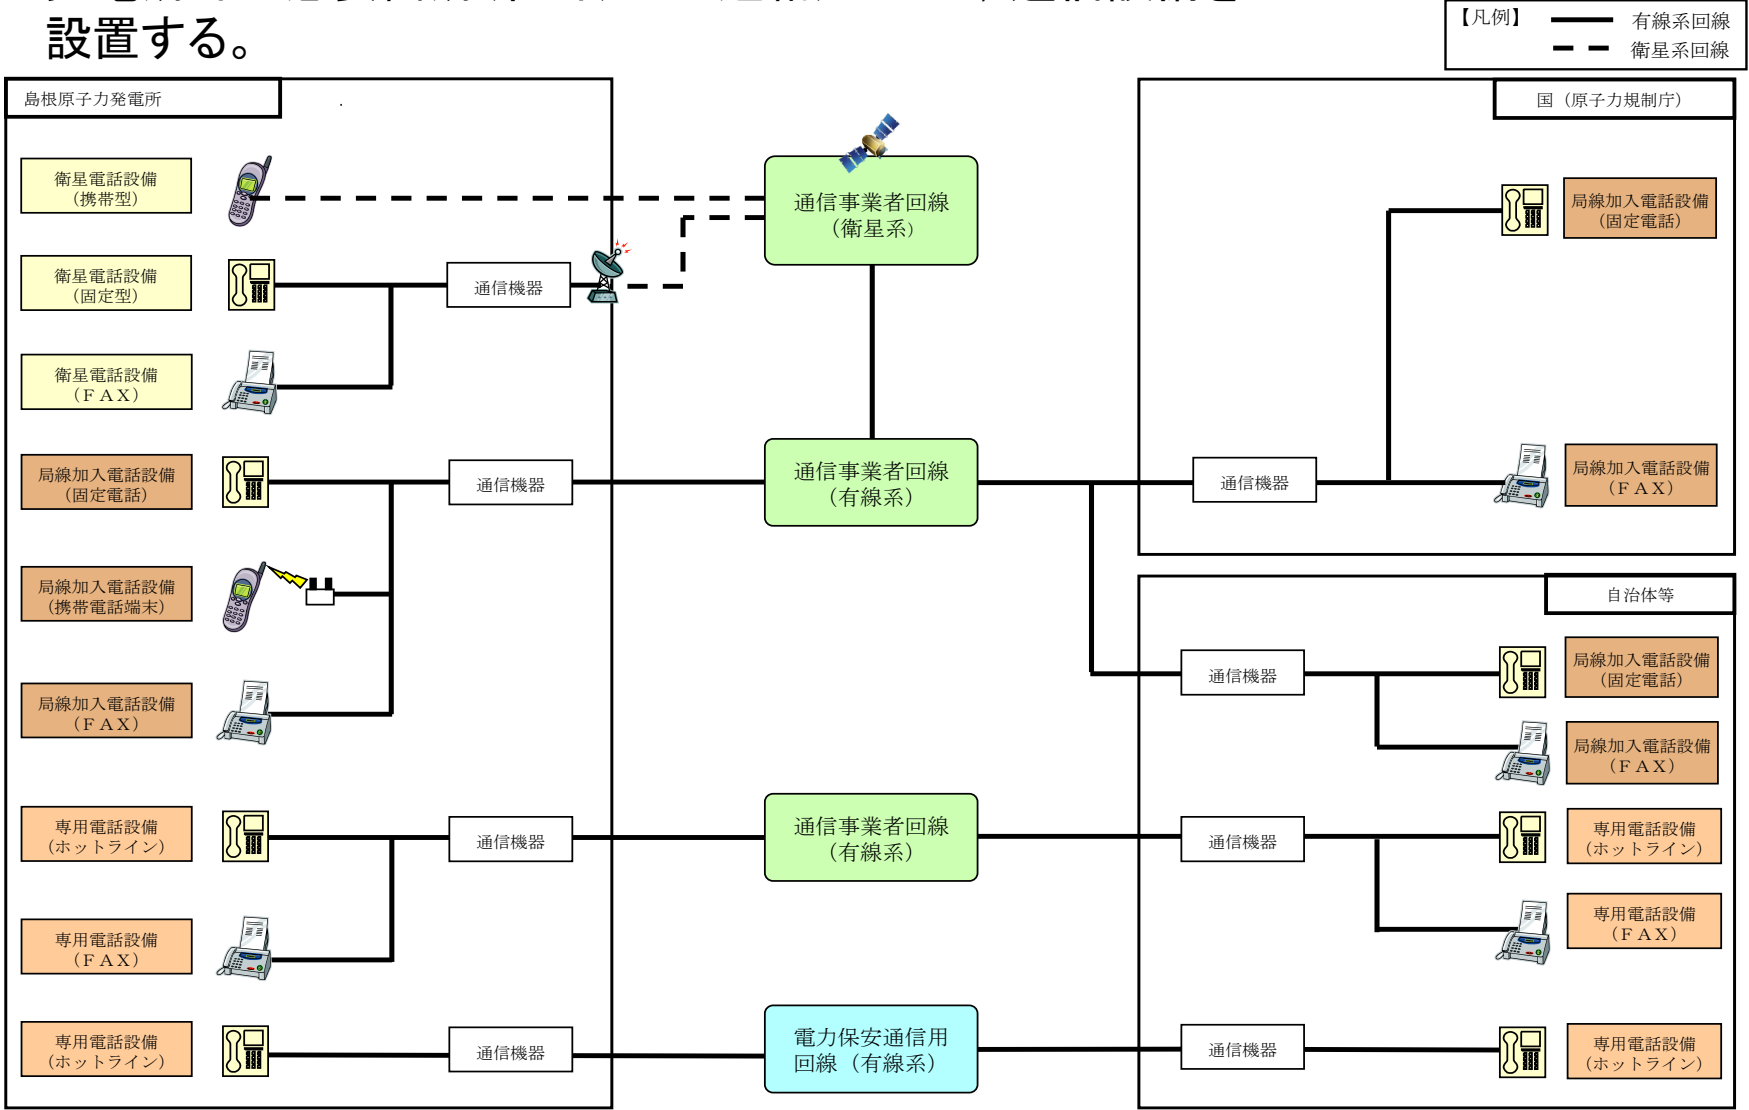 設置する。
【凡例】
有線系回線
衛星系回線
島根原子力発電所
国（原子力規制庁）
衛星電話設備
（携帯型）
通信事業者回線
（衛星系）
局線加入電話設備
（固定電話）
衛星電話設備
（固定型）
通信機器
衛星電話設備
（ＦＡＸ）
局線加入電話設備
（固定電話）
通信機器
通信事業者回線
（有線系）
通信機器
局線加入電話設備
（ＦＡＸ）
局線加入電話設備
（携帯電話端末）
自治体等
局線加入電話設備
（ＦＡＸ）
通信機器
局線加入電話設備
（固定電話）
局線加入電話設備
（ＦＡＸ）
専用電話設備
（ホットライン）
通信機器
通信事業者回線
（有線系）
通信機器
専用電話設備
（ホットライン）
専用電話設備
（ＦＡＸ）
専用電話設備
（ＦＡＸ）
専用電話設備
（ホットライン）
通信機器
電力保安通信用
回線（有線系）
通信機器
専用電話設備
（ホットライン）